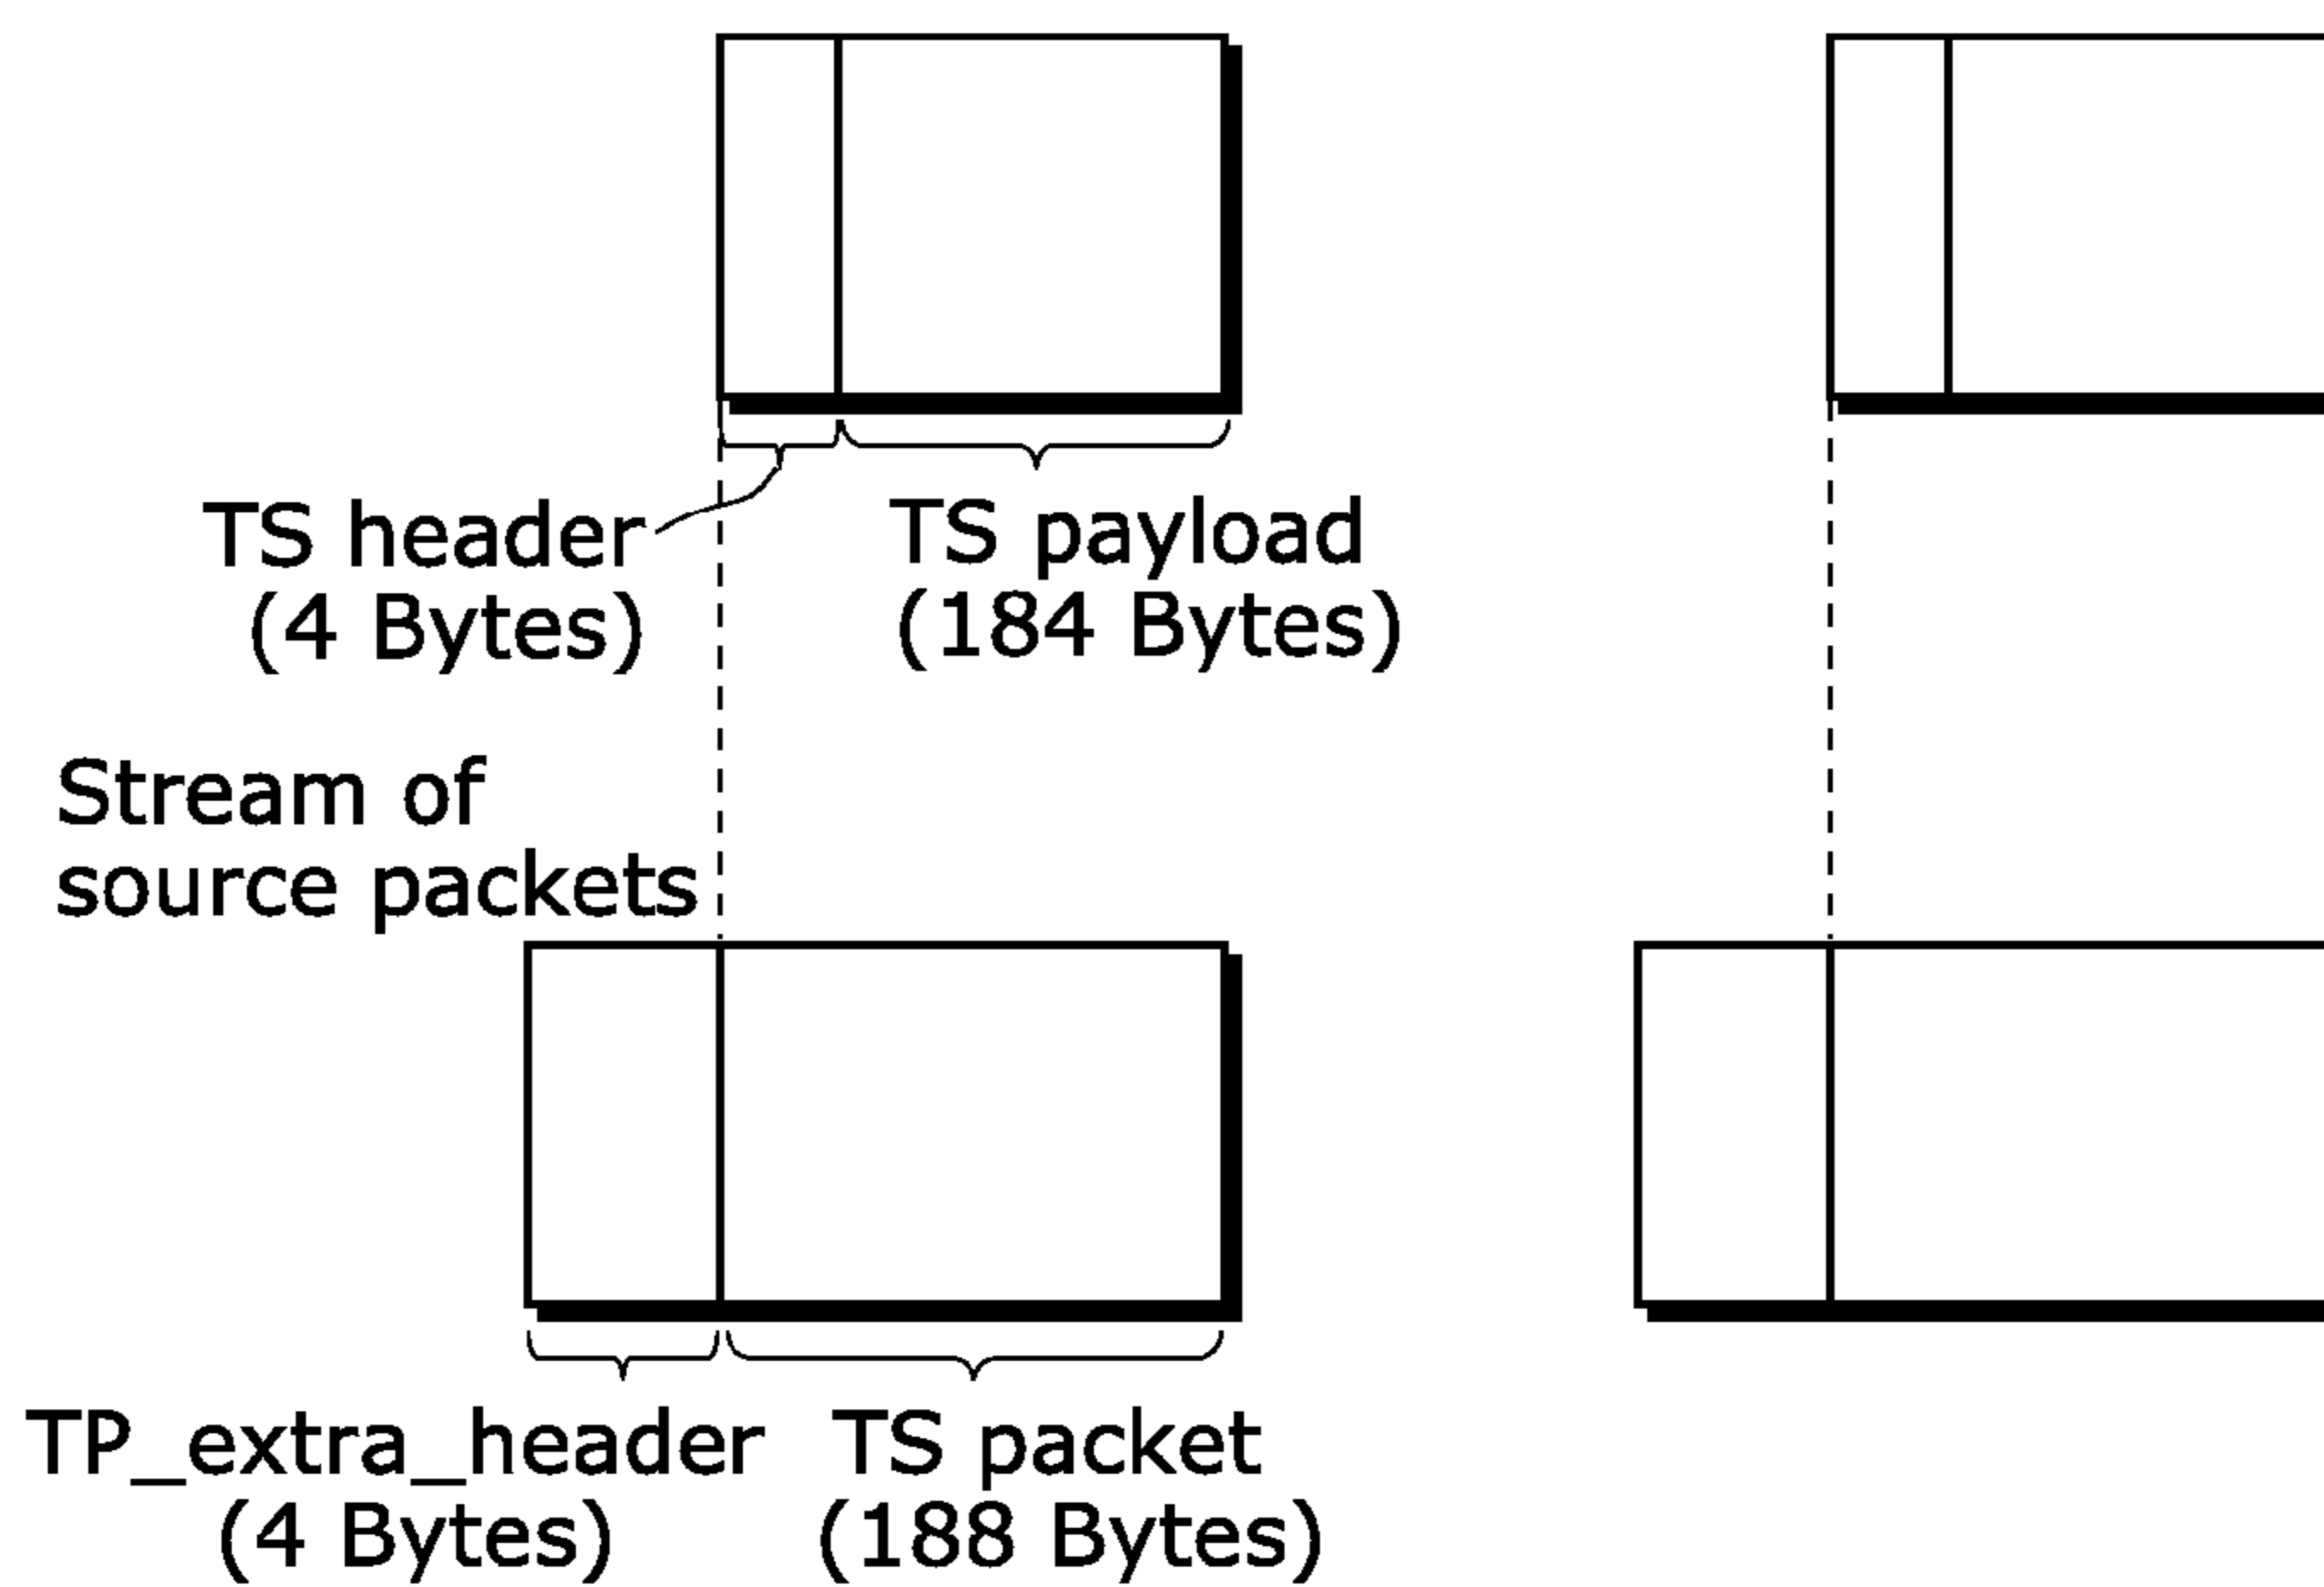 TS header
(4 Bytes)
TS payload
(184 Bytes)
Stream of
source packets
TP_extra_header
(4 Bytes)
TS packet
(188 Bytes)